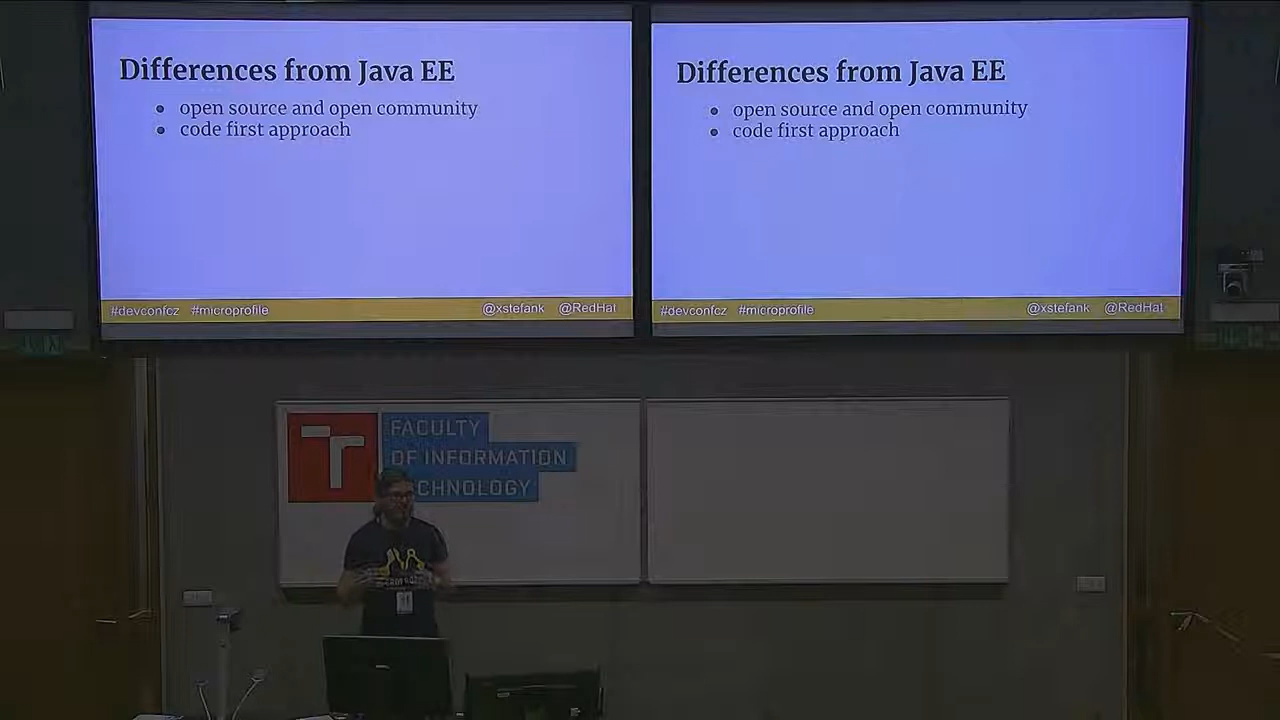 Differences from Java EE
• open source and open community
• code first approach
#devconfcz #microprofile @xstefank @RedHat
Differences from Java EE
• open source and open community
• code first approach
#devconfcz #microprofile @xstefank @RedHat
FACULTY
OF INFORMATION
CHNOLOGY